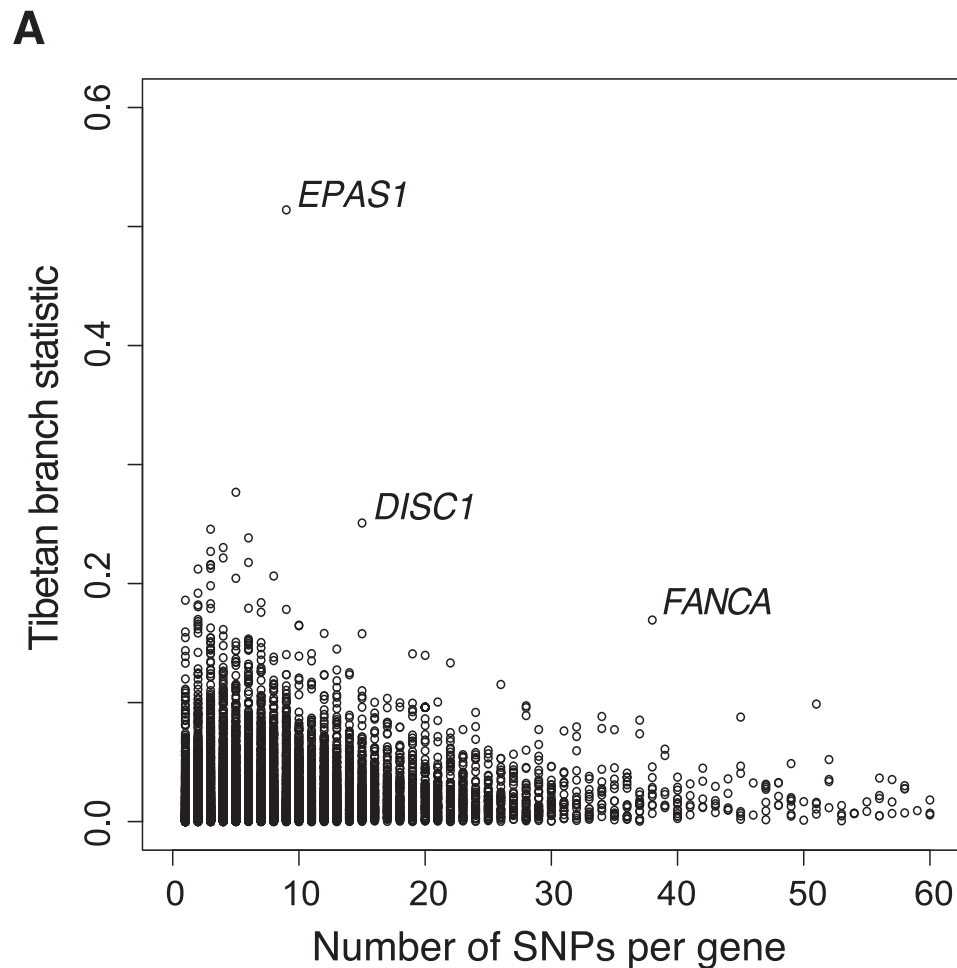 A
0.6
EPAS1
0.4
DISC1
0.2
FANCA
0.0
Tibetan branch statistic
0 10 20 30 40 50 60
Number of SNPs per gene